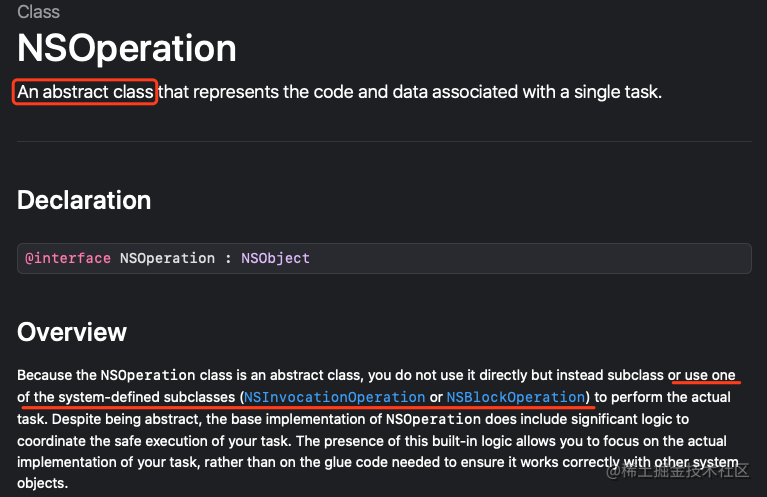 Class
NSOperation
An abstract class that represents the code and data associated with a single task.
Declaration
@interface NSOperation : NSObject
Overview
Because the NSOperation class is an abstract class, you do not use it directly but instead subclass or use one
of the system-defined subclasses (NSInvocationOperation or NSBlockOperation) to perform the actual
task. Despite being abstract, the base implementation of NSOperation does include significant logic to
coordinate the safe execution of your task. The presence of this built-in logic allows you to focus on the actual
implementation of your task, rather than on the glue code needed to ensure it works correctly with other system
objects.
@稀土掘金技术社区